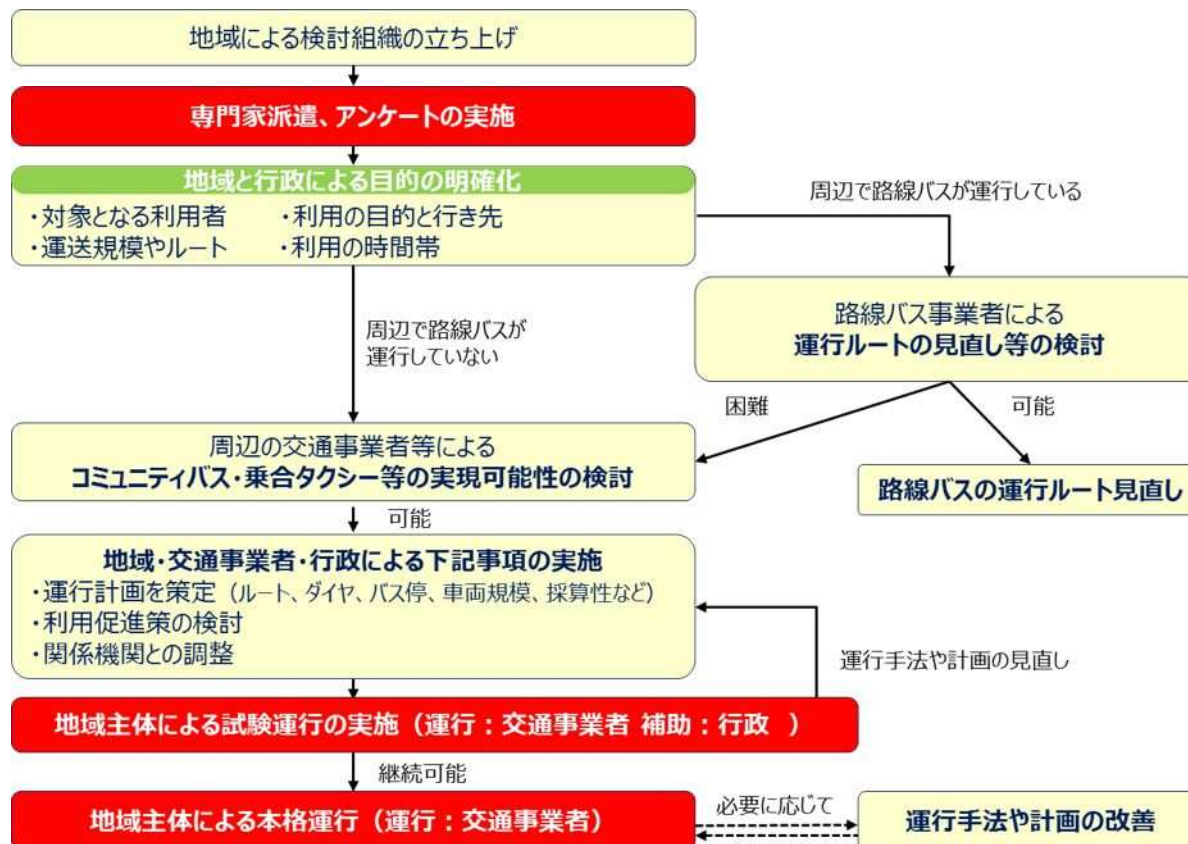 地域による検討組織の立ち上げ
専門家派遣、アンケートの実施
地域と行政による目的の明確化
・対象となる利用者
・利用の目的と行き先
・運送規模やルート
・利用の時間帯
周辺で路線バスが運行している
路線バス事業者による
運行ルートの見直し等の検討
周辺で路線バスが
運行していない
困難
可能
周辺の交通事業者等による
コミュニティバス・乗合タクシー等の実現可能性の検討
路線バスの運行ルート見直し
可能
地域・交通事業者・行政による下記事項の実施
・運行計画を策定（ルート、ダイヤ、バス停、車両規模、採算性など）
・利用促進策の検討
・関係機関との調整
運行手法や計画の見直し
地域主体による試験運行の実施（運行：交通事業者 補助：行政 ）
継続可能
地域主体による本格運行（運行：交通事業者）
必要に応じて
運行手法や計画の改善